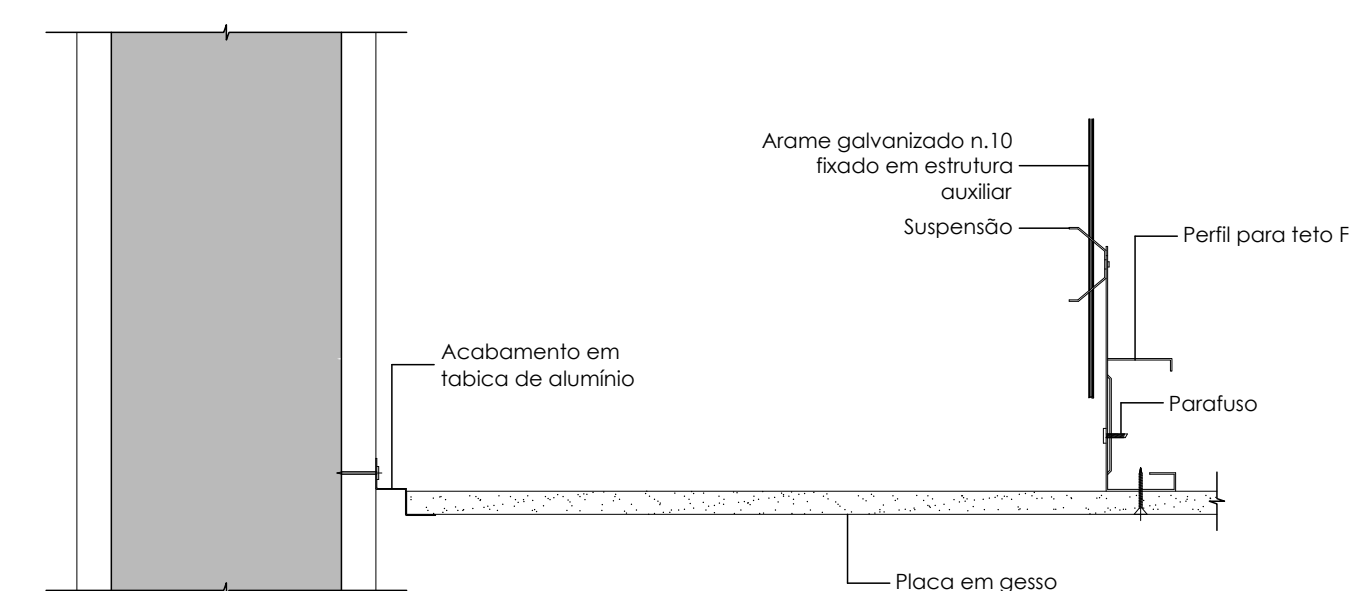 Arame galvanizado n.10
fixado em estrutura
auxiliar
Suspensão
Perfil para teto F
Acabamento em
tabica de alumínio
Parafuso
Placa em gesso